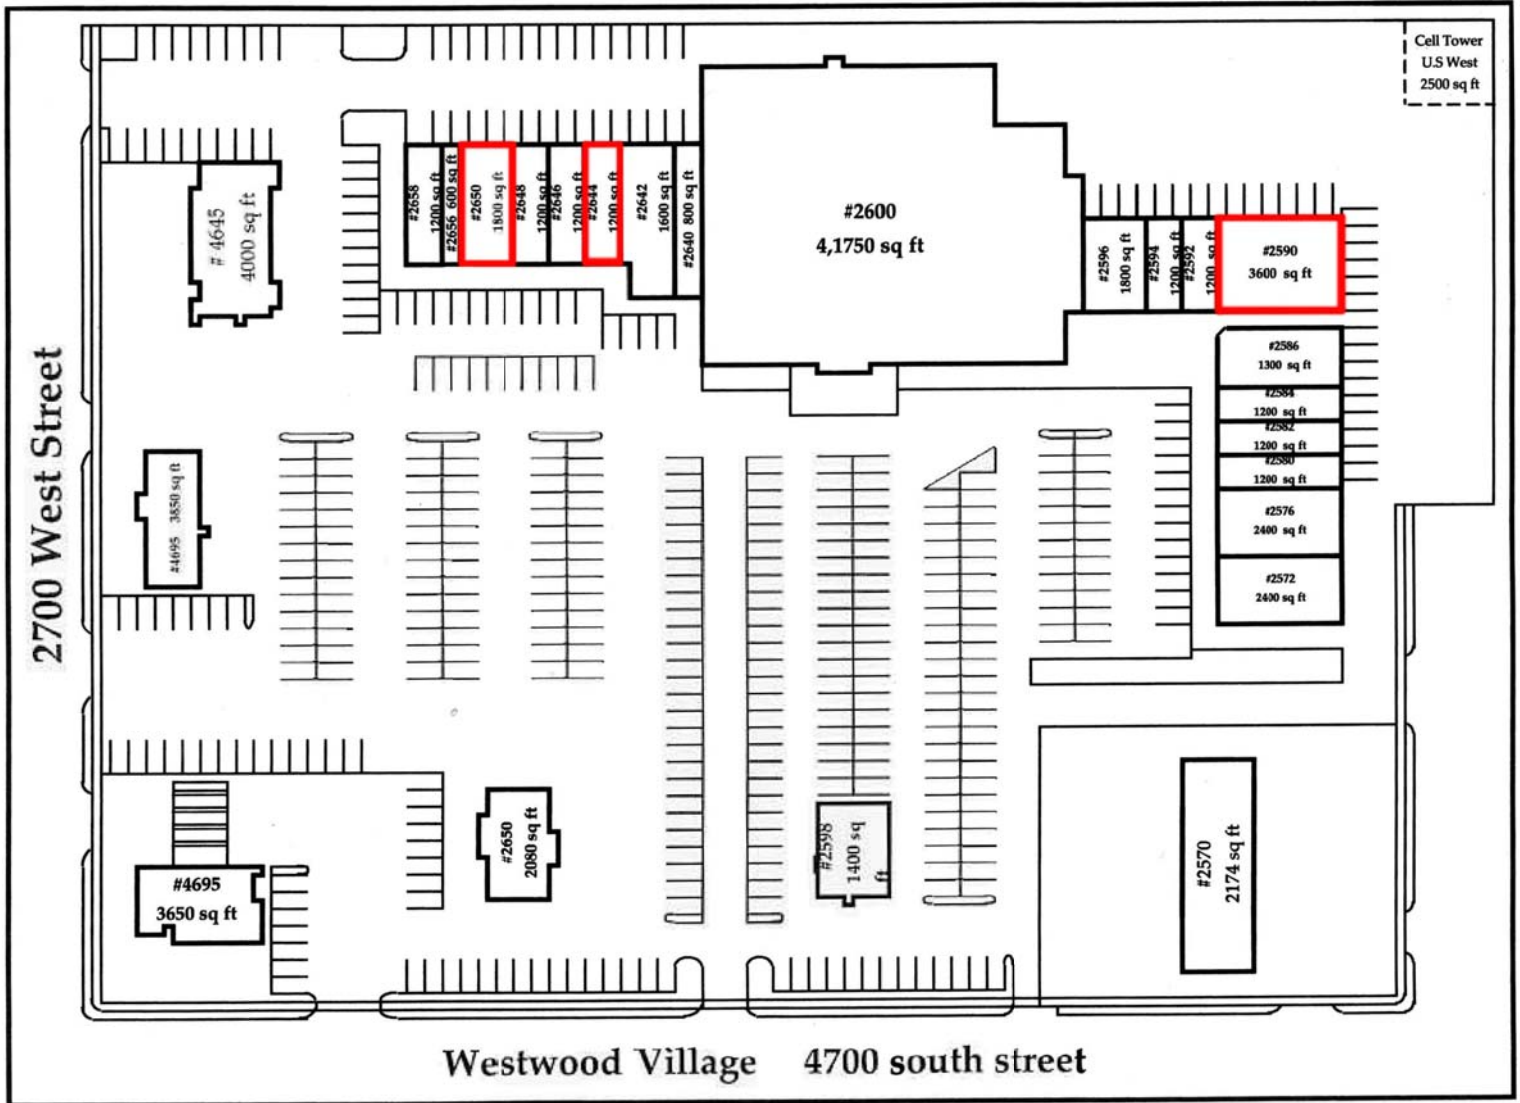 Cell Tower
U.S West
2500 sq ft
# 4645
4000 sq ft
#2658
1200 sq ft
#2656 600 sq ft
#2650
1800 sq ft
#2648
1200 sq ft
#2646
1200 sq ft
#2644
1200 sq ft
#2642
1600 sq ft
#2640 800 sq ft
#2600
4,1750 sq ft
#2596
1800 sq ft
#2594
1200 sq ft
#2592
1200 sq ft
#2590
3600 sq ft
#2586
1300 sq ft
#2584
1200 sq ft
#2582
1200 sq ft
#2580
1200 sq ft
#2576
2400 sq ft
#2572
2400 sq ft
2700 West Street
#4695 3850 sq ft
#4695
3650 sq ft
#2650
2080 sq ft
#2598
1400 sq
ft
#2570
2174 sq ft
Westwood Village 4700 south street